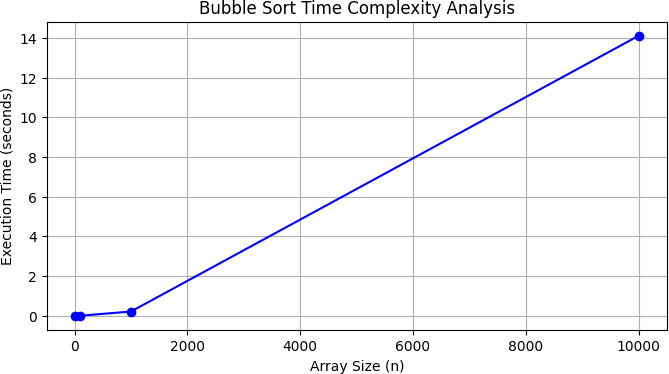 Bubble Sort Time Complexity Analysis
Execution Time (seconds)
14
12
10
8
6
4
2
0
0 2000 4000 6000 8000 10000
Array Size (n)